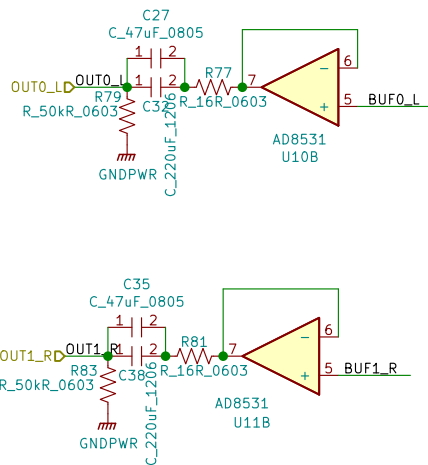 C27
C_47uF_0805
1 2
OUT0_L
OUT0_L
1 2
R79
C32
R_50kR_0603
C_220uF_1206
R77
R_16R_0603
7
6
5
BUF0_L
AD8531
U10B
GNDPWR
C35
C_47uF_0805
1 2
OUT1_R
OUT1_R
1 2
R83
C38
R_50kR_0603
C_220uF_1206
R81
R_16R_0603
7
6
5
BUF1_R
AD8531
U11B
GNDPWR